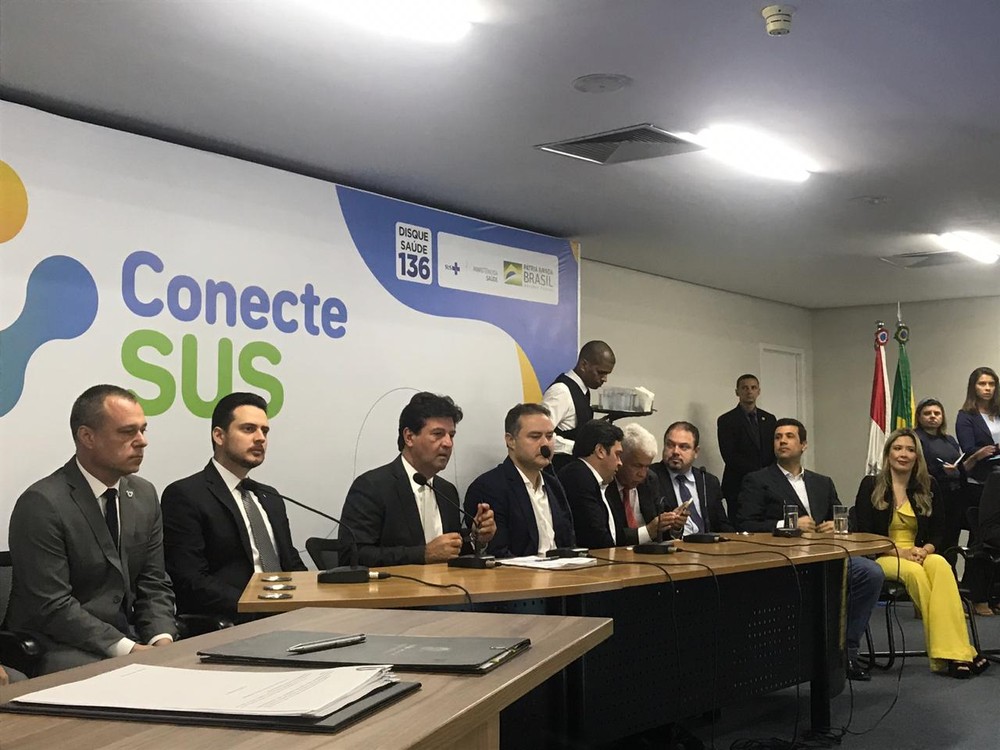 Conecte
SUS
DISQUE
SAÚDE
136
SUS
MINISTÉRIO DA
SAÚDE
PÁTRIA AMADA
BRASIL